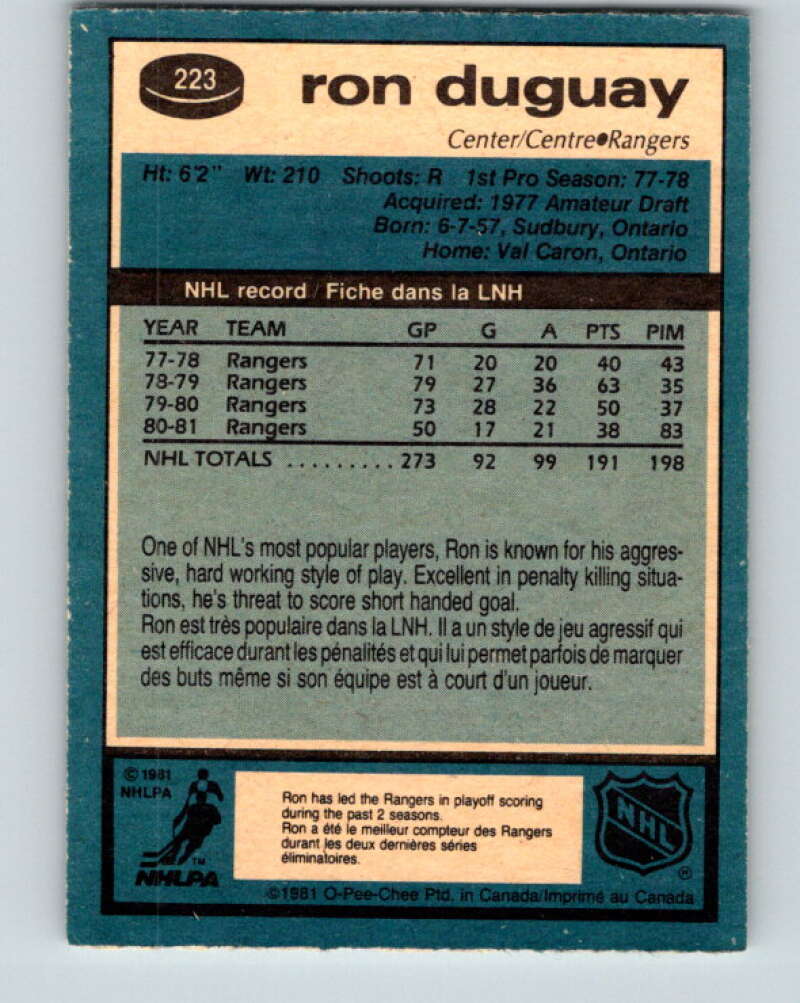 223
ron duguay
Center/Centre●Rangers
Ht: 6'2" Wt: 210 Shoots: R 1st Pro Season: 77-78
Acquired: 1977 Amateur Draft
Born: 6-7-57, Sudbury, Ontario
Home: Val Caron, Ontario
NHL record / Fiche dans la LNH
YEAR TEAM GP G A PTS PIM
77-78 Rangers 71 20 20 40 43
78-79 Rangers 79 27 36 63 35
79-80 Rangers 73 28 22 50 37
80-81 Rangers 50 17 21 38 83
NHL TOTALS .......... 273 92 99 191 198
One of NHL's most popular players, Ron is known for his aggres-
sive, hard working style of play. Excellent in penalty killing situa-
tions, he's threat to score short handed goal.
Ron est très populaire dans la LNH. Il a un style de jeu agressif qui
est efficace durant les pénalités et qui lui permet parfois de marquer
des buts même si son équipe est à court d'un joueur.
© 1981
NHLPA
TM
NHLPA
Ron has led the Rangers in playoff scoring
during the past 2 seasons.
Ron a été le meilleur compteur des Rangers
durant les deux dernières séries
éliminatoires.
NHL
®
©1981 O-Pee-Chee Ptd. in Canada/Imprimé au Canada